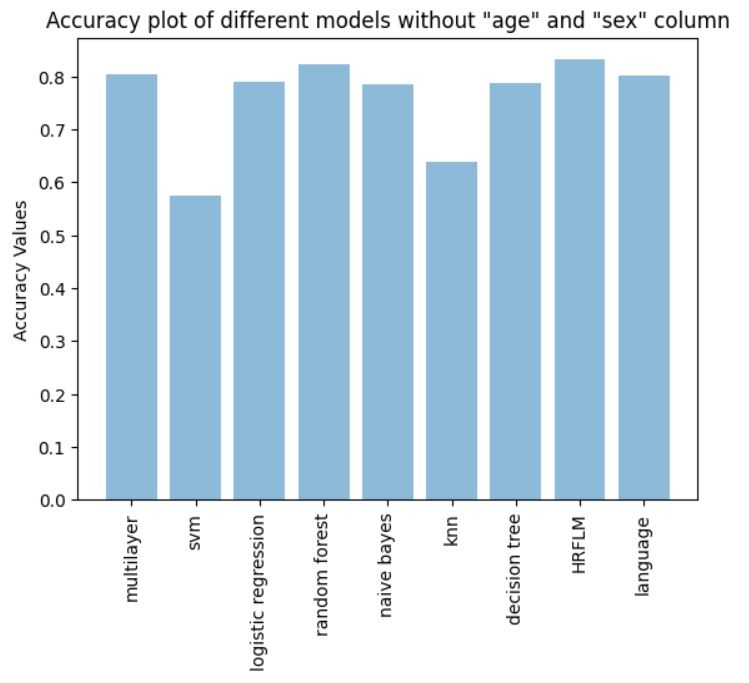 Accuracy plot of different models without "age" and "sex" column
Accuracy Values
0.8
0.7
0.6
0.5
0.4
0.3
0.2
0.1
0.0
multilayer
svm
logistic regression
random forest
naive bayes
knn
decision tree
HRFLM
language